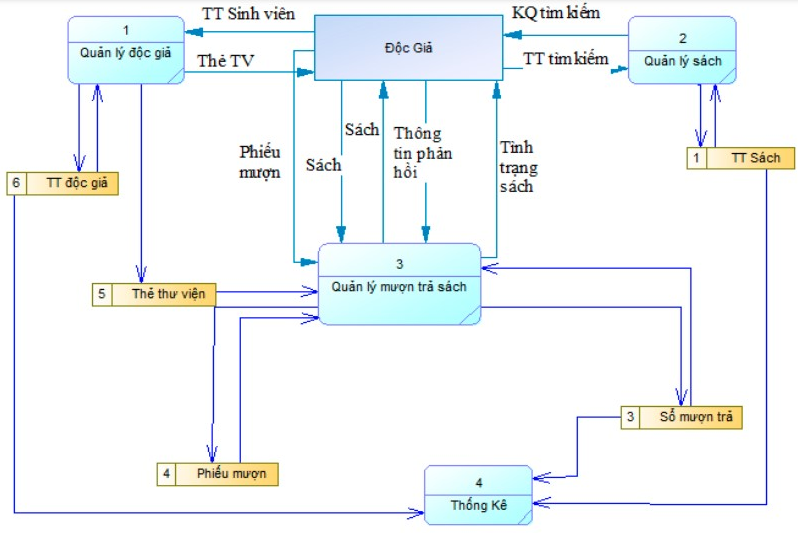 TT Sinh viên
KQ tìm kiếm
1
Quản lý độc giả
Độc Giả
2
Quản lý sách
Thẻ TV
TT tìm kiếm
Phiếu
mượn
Sách
Sách
Thông
tin phản
hồi
Tình
trạng
sách
1 TT Sách
6 TT độc giả
3
Quản lý mượn trả sách
5 Thẻ thư viện
3 Sổ mượn trả
4 Phiếu mượn
4
Thống Kê